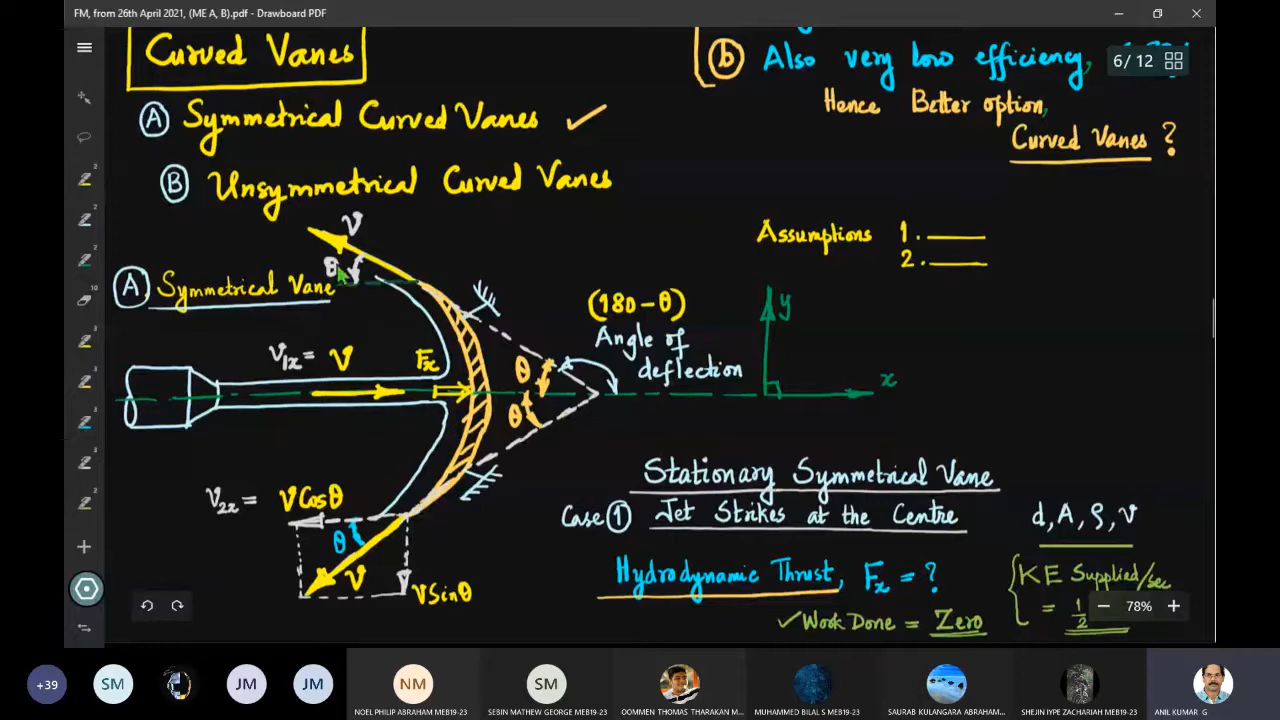 FM, from 26th April 2021, (ME A, B).pdf - Drawboard PDF
6 / 12
Curved Vanes
(b) Also very low efficiency,
Hence Better option,
Curved Vanes ?
(A) Symmetrical Curved Vanes ✓
(B) Unsymmetrical Curved Vanes
Assumptions 1.
2.
V
θ
(A) Symmetrical Vane
(180-θ)
Angle of
deflection
y
x
V1x = V
Fx
θ
θ
V2x = VCosθ
θ
V
VSinθ
Stationary Symmetrical Vane
Case (1) Jet Strikes at the Centre
d, A, ρ, V
Hydrodynamic Thrust, Fx = ?
KE Supplied/sec
= 1/2
✓ Work Done = Zero
78%
+39
SM
JM
JM
NM
SM
NOEL PHILIP ABRAHAM MEB19-23
SEBIN MATHEW GEORGE MEB19-23
OOMMEN THOMAS THARAKAN M...
MUHAMMED BILAL S MEB19-23
SAURAB KULANGARA ABRAHAM...
SHEJIN IYPE ZACHARIAH MEB19-23
ANIL KUMAR G